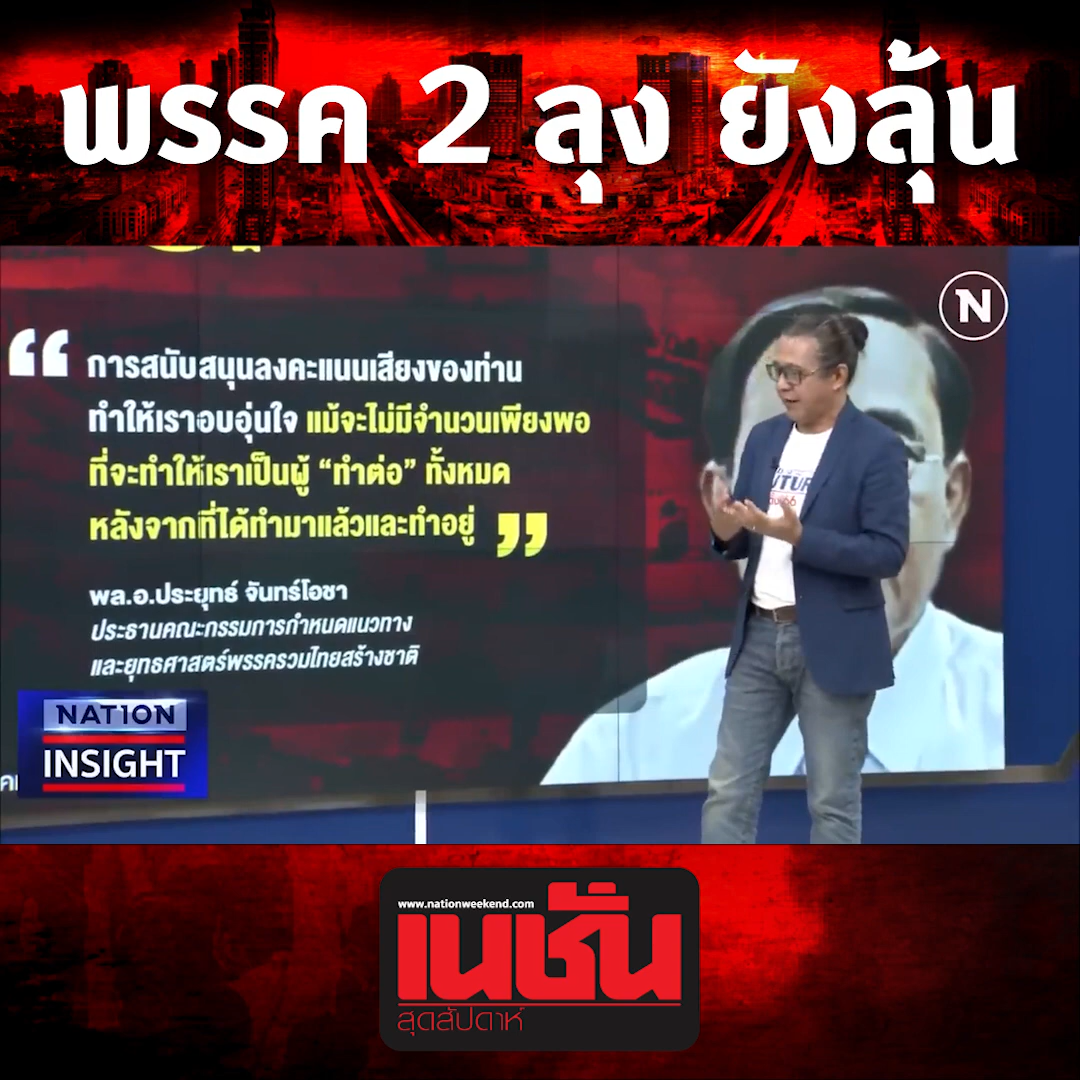 พรรค 2 ลุง ยังลุ้น
N
“ การสนับสนุนลงคะแนนเสียงของท่าน
ทำให้เราอบอุ่นใจ แม้จะไม่มีจำนวนเพียงพอ
ที่จะทำให้เราเป็นผู้ “ทำต่อ” ทั้งหมด
หลังจากที่ได้ทำมาแล้วและทำอยู่ ”
พล.อ.ประยุทธ์ จันทร์โอชา
ประธานคณะกรรมการกำหนดแนวทาง
และยุทธศาสตร์พรรครวมไทยสร้างชาติ
NATION
INSIGHT
www.nationweekend.com
เนชั่น
สุดสัปดาห์